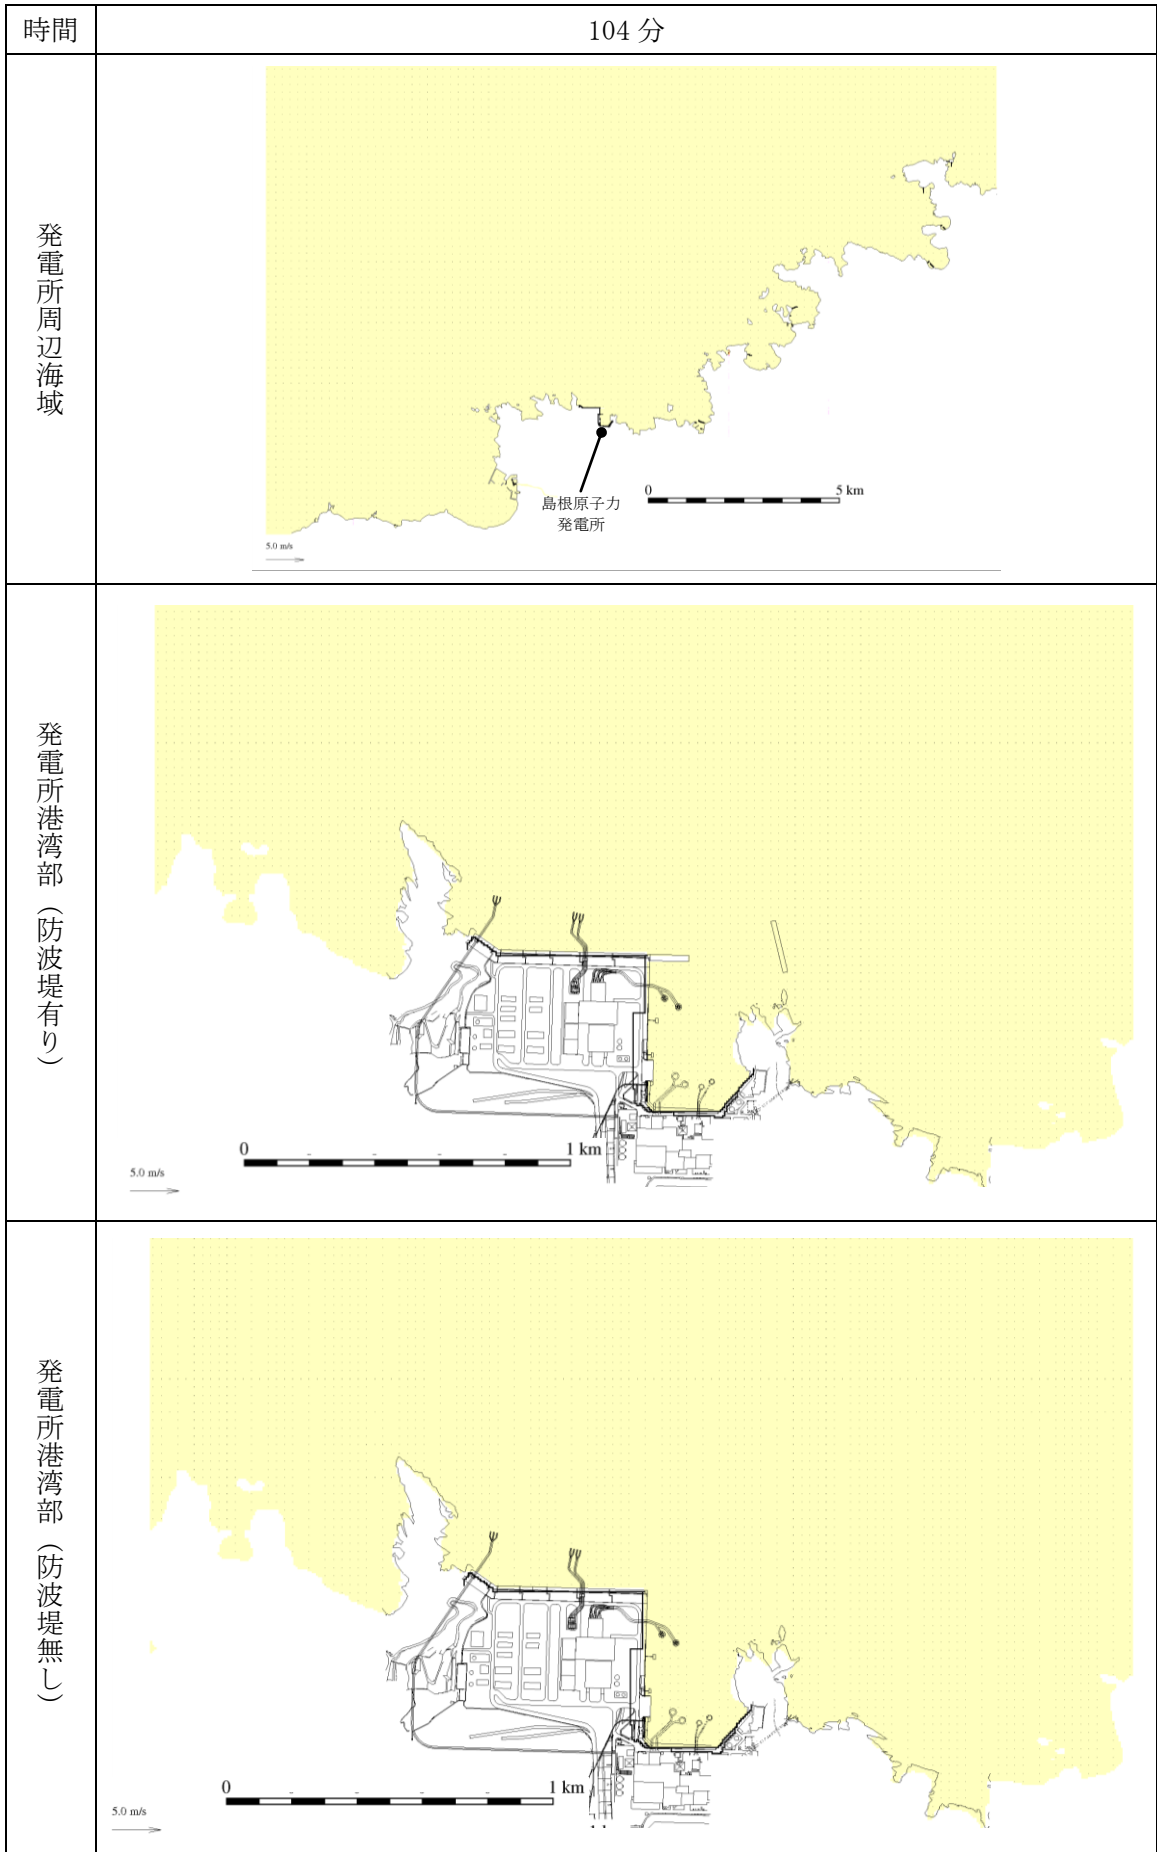 時間
104 分
発電所周辺海域
島根原子力
発電所
0
5 km
5.0 m/s
発電所港湾部（防波堤有り）
0
1 km
5.0 m/s
発電所港湾部（防波堤無し）
0
1 km
5.0 m/s